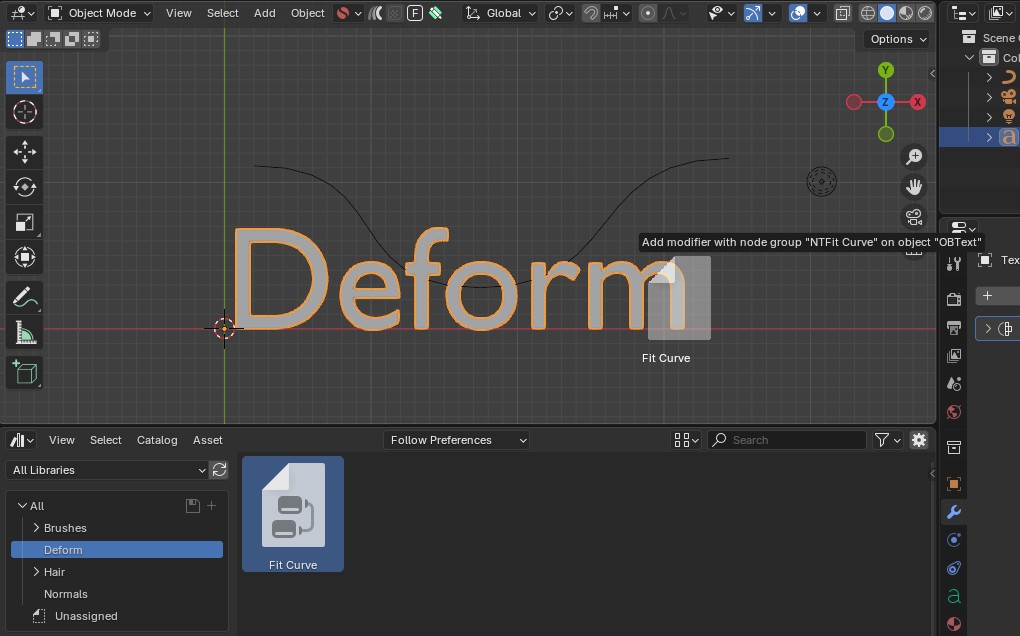 Object Mode View Select Add Object F Global
Scene C
Options
Col
Y
Z X
a
Deform
Add modifier with node group "NTFit Curve" on object "OBText"
Tex
+
Fit Curve
View Select Catalog Asset Follow Preferences Search
All Libraries
All
Brushes
Deform
Hair
Normals
Unassigned
Fit Curve
a